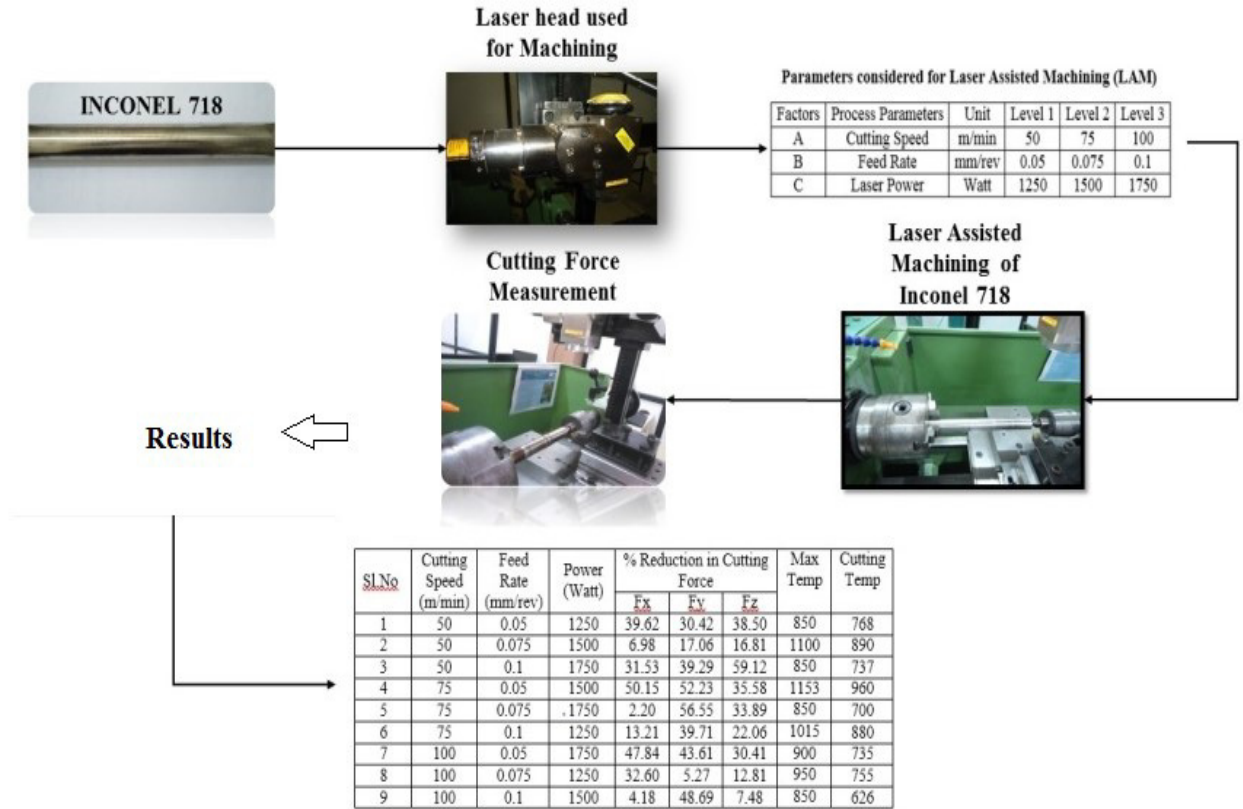 Laser head used
for Machining
INCONEL 718
Parameters considered for Laser Assisted Machining (LAM)
Factors Process Parameters Unit Level 1 Level 2 Level 3
A Cutting Speed m/min 50 75 100
B Feed Rate mm/rev 0.05 0.075 0.1
C Laser Power Watt 1250 1500 1750
Cutting Force
Measurement
Laser Assisted
Machining of
Inconel 718
Results
Sl.No Cutting Speed (m/min) Feed Rate (mm/rev) Power (Watt) % Reduction in Cutting Force Max Temp Cutting Temp
Fx Fy Fz
1 50 0.05 1250 39.62 30.42 38.50 850 768
2 50 0.075 1500 6.98 17.06 16.81 1100 890
3 50 0.1 1750 31.53 39.29 59.12 850 737
4 75 0.05 1500 50.15 52.23 35.58 1153 960
5 75 0.075 .1750 2.20 56.55 33.89 850 700
6 75 0.1 1250 13.21 39.71 22.06 1015 880
7 100 0.05 1750 47.84 43.61 30.41 900 735
8 100 0.075 1250 32.60 5.27 12.81 950 755
9 100 0.1 1500 4.18 48.69 7.48 850 626